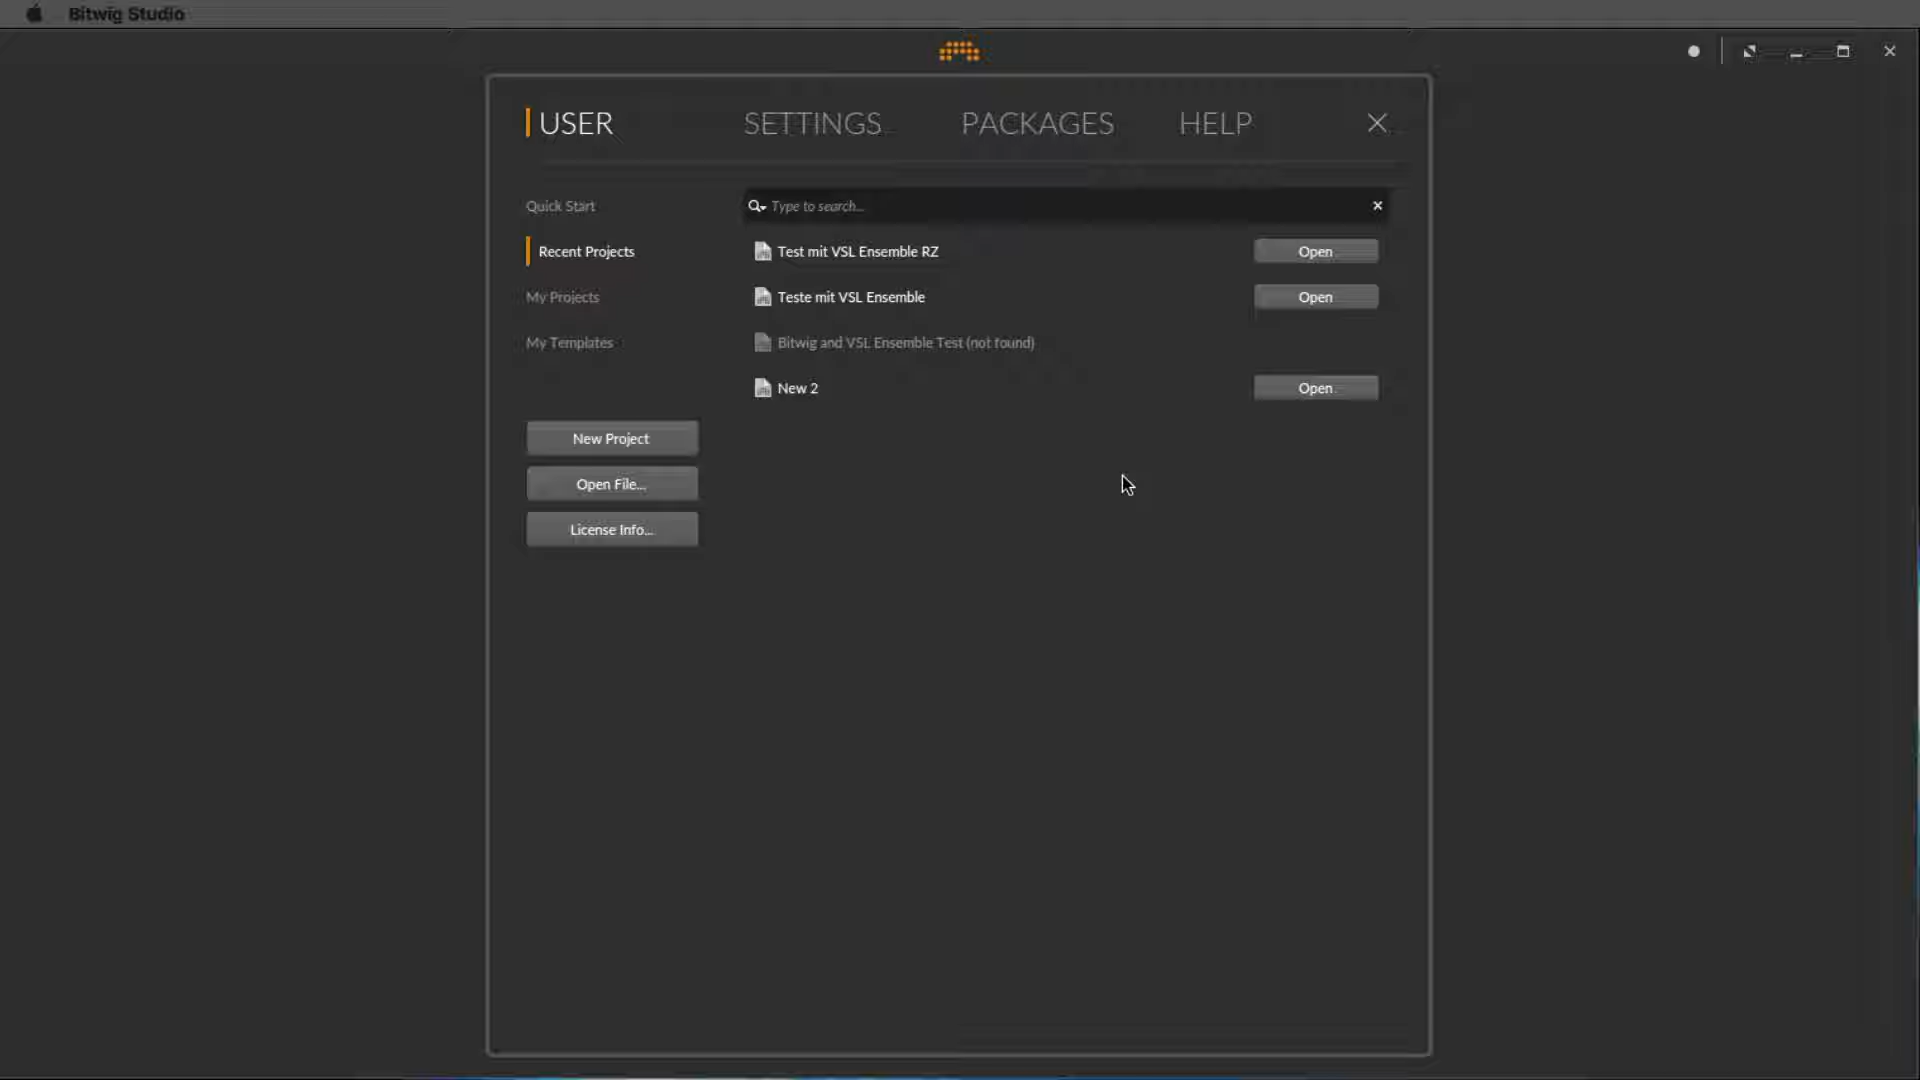 Bitwig Studio
USER
SETTINGS
PACKAGES
HELP
Quick Start
Type to search...
Recent Projects
Test mit VSL Ensemble RZ
Open
My Projects
Teste mit VSL Ensemble
Open
My Templates
Bitwig and VSL Ensemble Test (not found)
New 2
Open
New Project
Open File...
License Info...